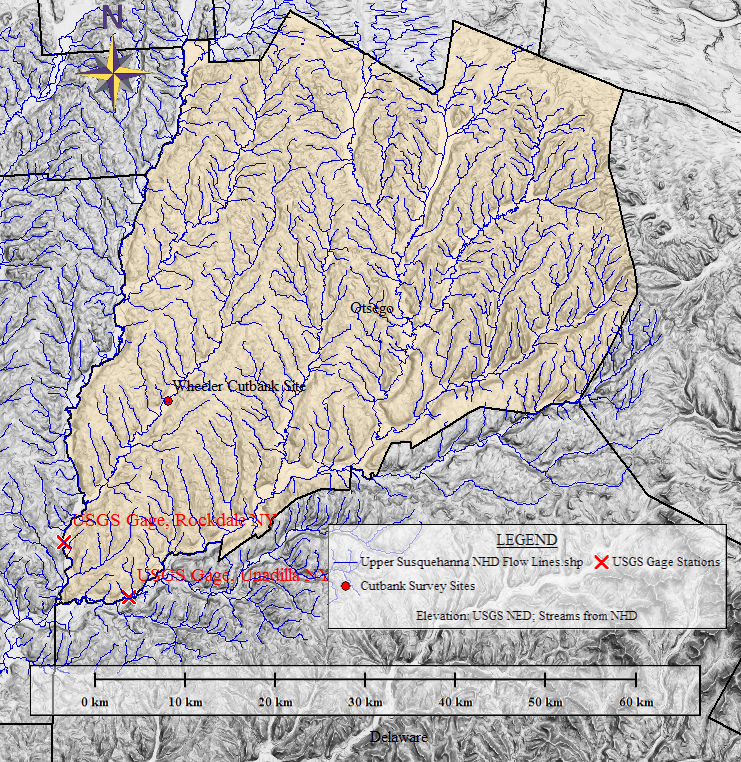 N
Otsego
Wheeler Cutbank Site
USGS Gage, Rockdale NY
USGS Gage, Unadilla NY
LEGEND
Upper Susquehanna NHD Flow Lines.shp USGS Gage Stations
Cutbank Survey Sites
Elevation: USGS NED; Streams from NHD
0 km 10 km 20 km 30 km 40 km 50 km 60 km
Delaware